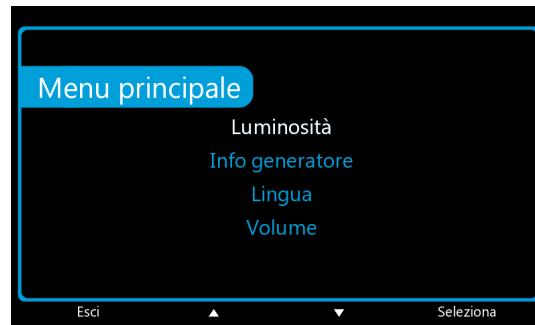 Menu principale
Luminosità
Info generatore
Lingua
Volume
Esci ▲ ▼ Seleziona